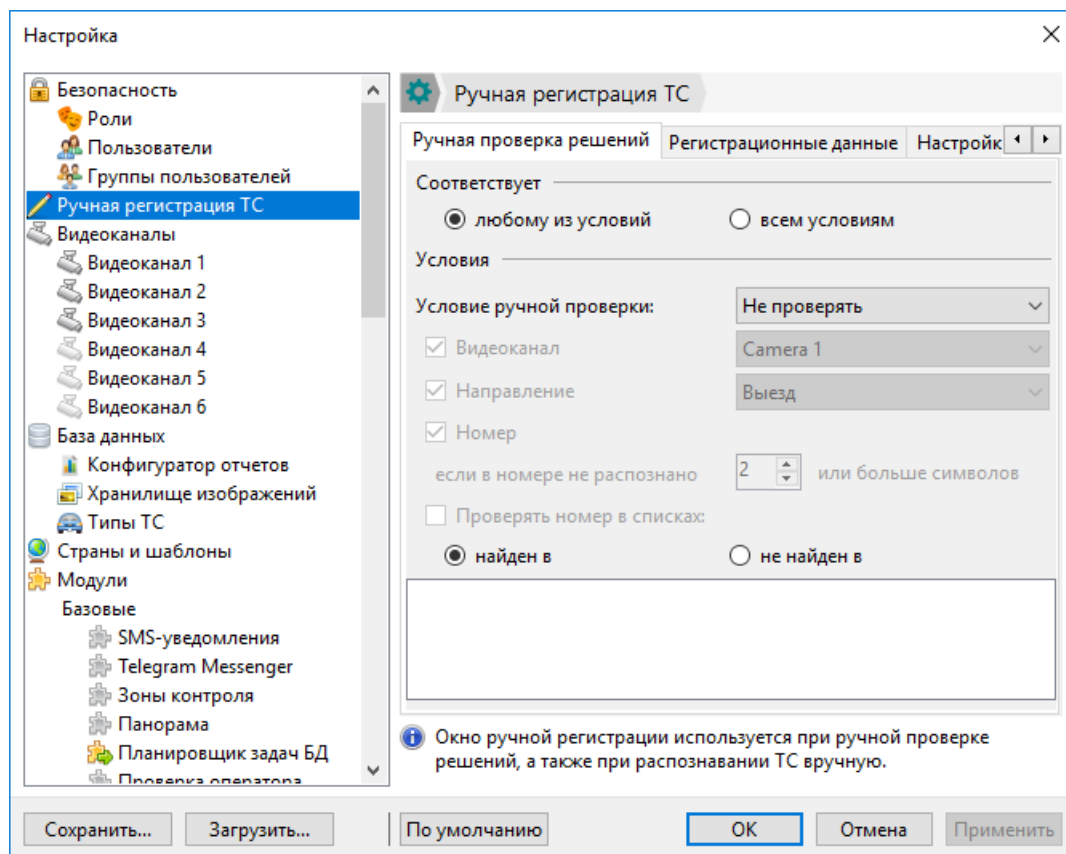 Настройка
Безопасность
Роли
Пользователи
Группы пользователей
Ручная регистрация ТС
Видеоканалы
Видеоканал 1
Видеоканал 2
Видеоканал 3
Видеоканал 4
Видеоканал 5
Видеоканал 6
База данных
Конфигуратор отчетов
Хранилище изображений
Типы ТС
Страны и шаблоны
Модули
Базовые
SMS-уведомления
Telegram Messenger
Зоны контроля
Панорама
Планировщик задач БД
Проверка оператора
Ручная регистрация ТС
Ручная проверка решений
Регистрационные данные
Настройк
Соответствует
любому из условий
всем условиям
Условия
Условие ручной проверки:
Не проверять
Видеоканал
Camera 1
Направление
Выезд
Номер
если в номере не распознано
2
или больше символов
Проверять номер в списках:
найден в
не найден в
Окно ручной регистрации используется при ручной проверке
решений, а также при распознавании ТС вручную.
Сохранить...
Загрузить...
По умолчанию
ОК
Отмена
Применить